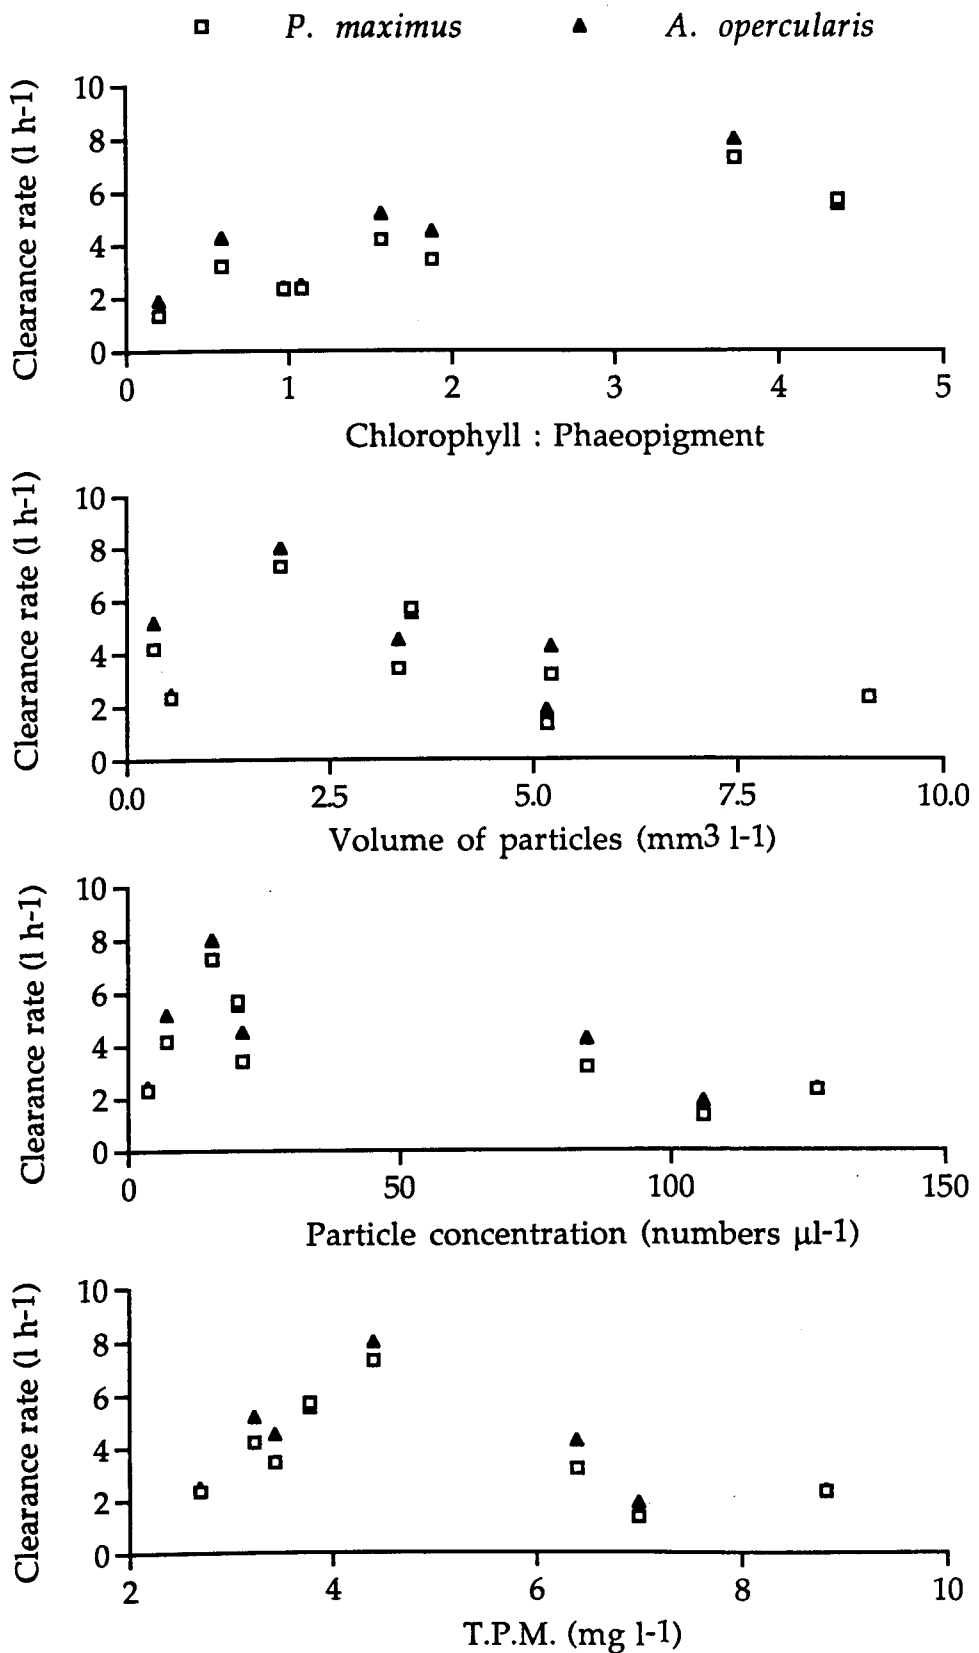 P. maximus A. opercularis
Clearance rate (l h-1)
10
8
6
4
2
0
0 1 2 3 4 5
Chlorophyll : Phaeopigment
Clearance rate (l h-1)
10
8
6
4
2
0
0.0 2.5 5.0 7.5 10.0
Volume of particles (mm3 l-1)
Clearance rate (l h-1)
10
8
6
4
2
0
0 50 100 150
Particle concentration (numbers µl-1)
Clearance rate (l h-1)
10
8
6
4
2
0
2 4 6 8 10
T.P.M. (mg l-1)